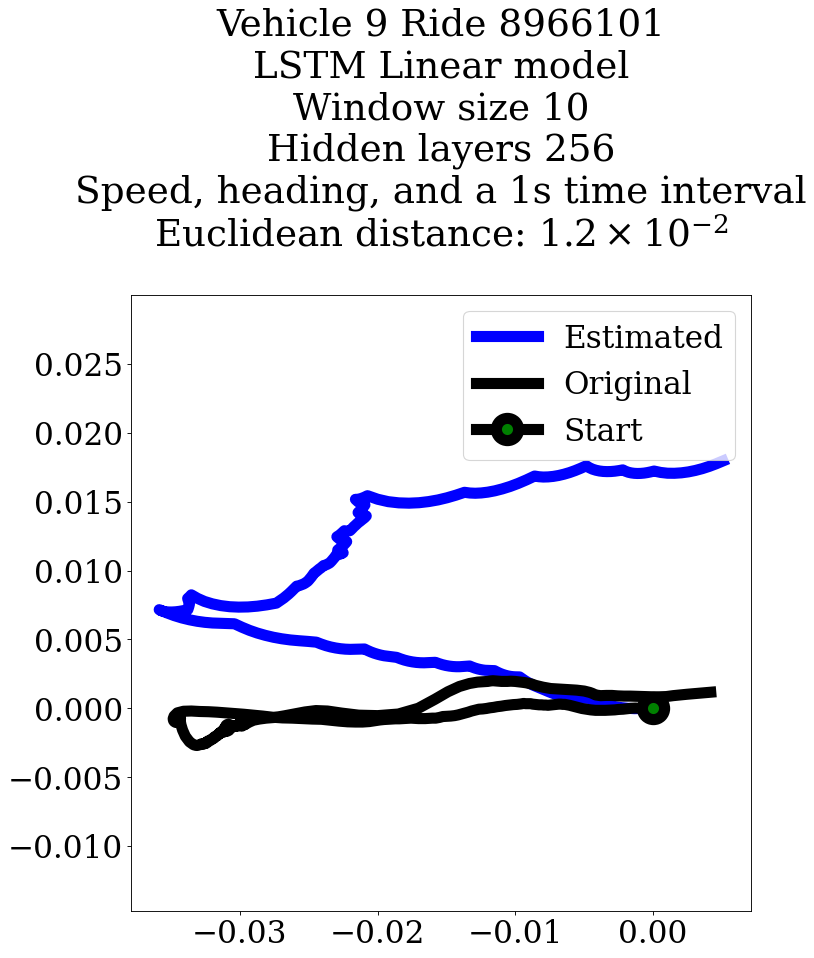 Vehicle 9 Ride 8966101
LSTM Linear model
Window size 10
Hidden layers 256
Speed, heading, and a 1s time interval
Euclidean distance: 1.2 × 10⁻²
Estimated
Original
Start
0.025
0.020
0.015
0.010
0.005
0.000
−0.005
−0.010
−0.03 −0.02 −0.01 0.00